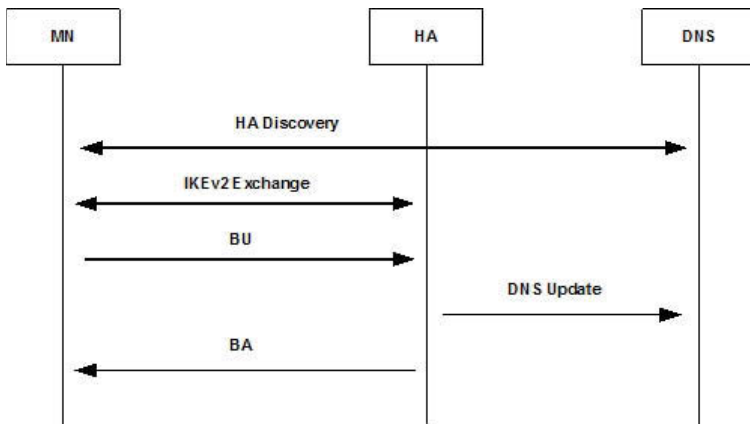 MN
HA
DNS
HA Discovery
IKEv2 Exchange
BU
DNS Update
BA